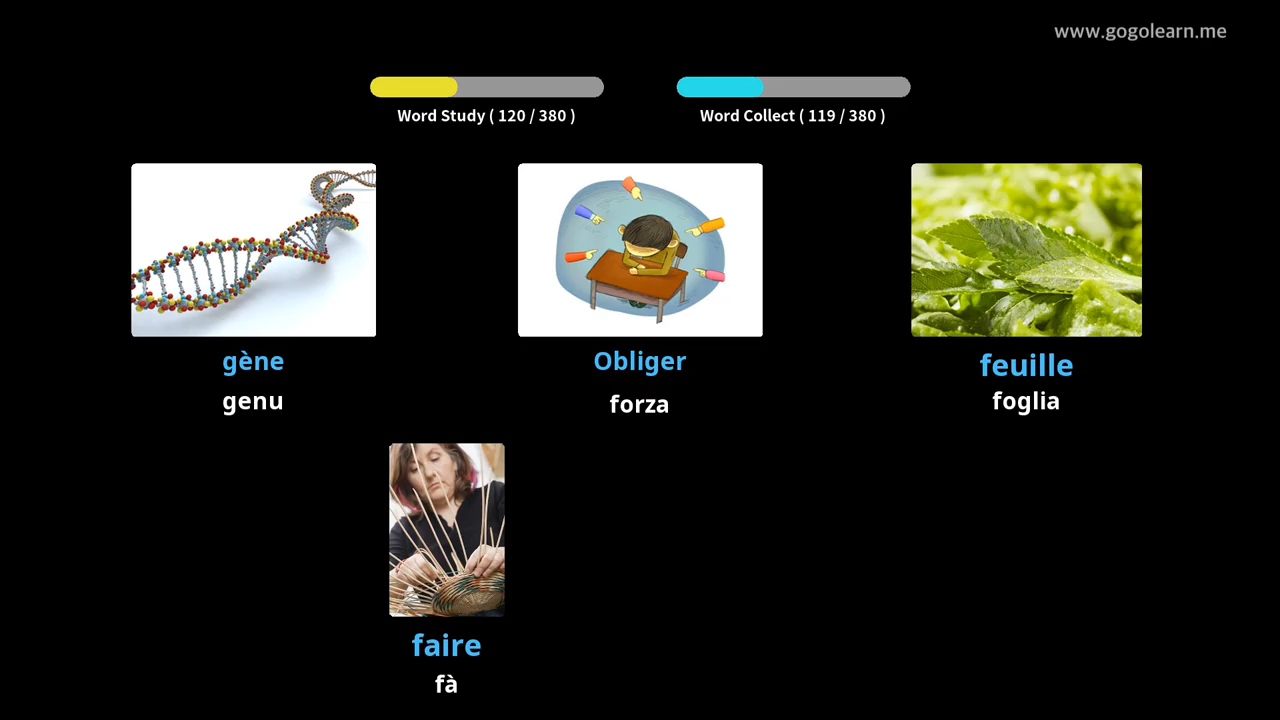 www.gogolearn.me
Word Study ( 120 / 380 )
Word Collect ( 119 / 380 )
gène
genu
Obliger
forza
feuille
foglia
faire
fà